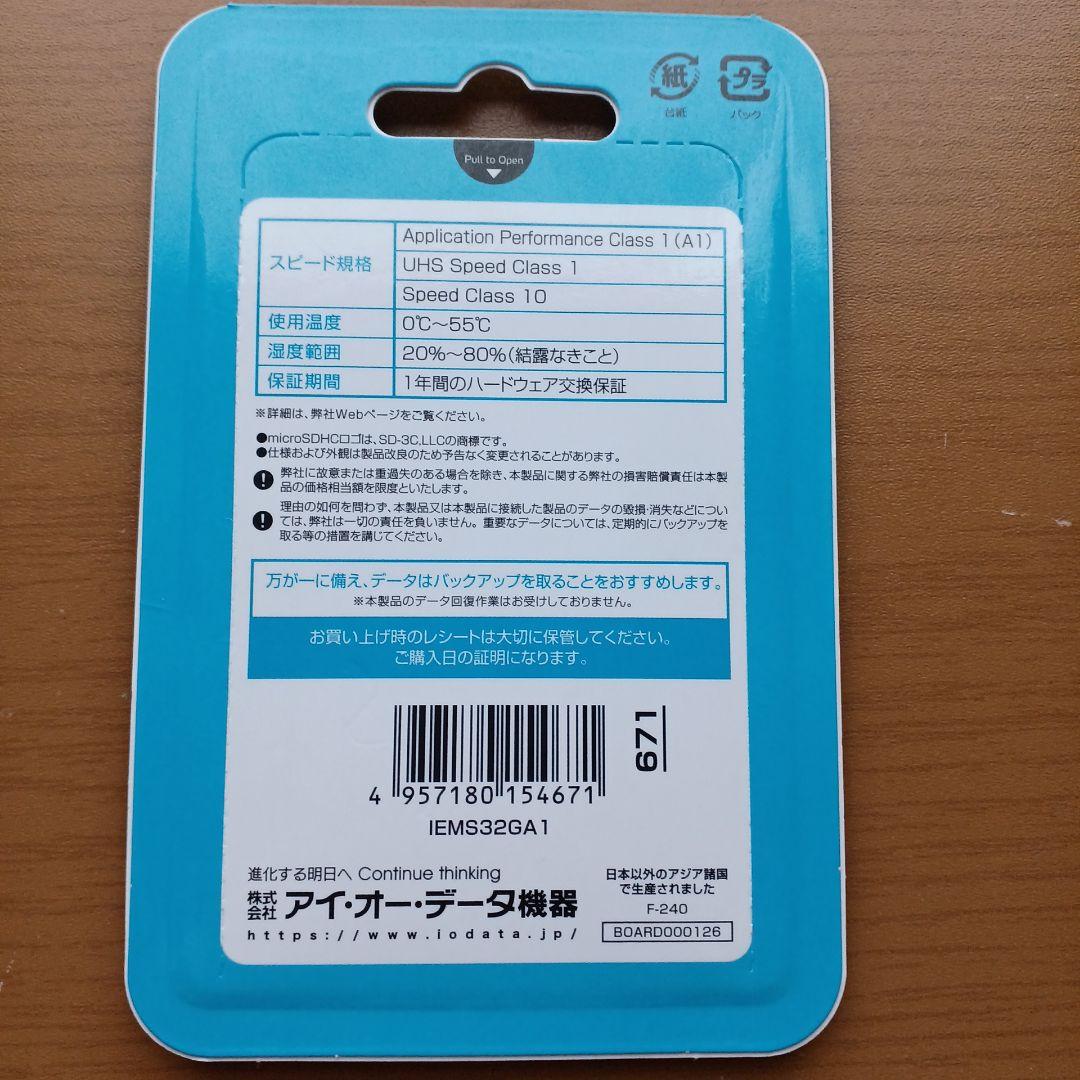 紙
台紙
プラ
パック
Pull to Open
スピード規格
Application Performance Class 1(A1)
UHS Speed Class 1
Speed Class 10
使用温度
0℃～55℃
湿度範囲
20%～80%(結露なきこと)
保証期間
1年間のハードウェア交換保証
※詳細は、弊社Webページをご覧ください。
●microSDHCロゴは、SD-3C,LLCの商標です。
●仕様および外観は製品改良のため予告なく変更されることがあります。
弊社に故意または重過失のある場合を除き、本製品に関する弊社の損害賠償責任は本製
品の価格相当額を限度といたします。
理由の如何を問わず、本製品又は本製品に接続した製品のデータの毀損・消失などについ
ては、弊社は一切の責任を負いません。重要なデータについては、定期的にバックアップを
取る等の措置を講じてください。
万が一に備え、データはバックアップを取ることをおすすめします。
※本製品のデータ回復作業はお受けしておりません。
お買い上げ時のレシートは大切に保管してください。
ご購入日の証明になります。
671
4 957180 154671
IEMS32GA1
進化する明日へ Continue thinking
株式会社 アイ・オー・データ機器
https://www.iodata.jp/
日本以外のアジア諸国
で生産されました
F-240
BOARD000126